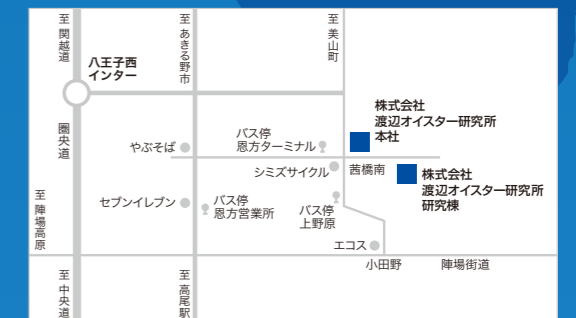 至 関越道
至 あきる野市
至 美山町
八王子西
インター
株式会社
渡辺オイスター研究所
本社
圏央道
バス停
恩方ターミナル
やぶそば
シミズサイクル
茜橋南
株式会社
渡辺オイスター研究所
研究棟
至 陣場高原
セブンイレブン
バス停
恩方営業所
バス停
上野原
エコス
小田野
陣場街道
至 中央道
至 高尾駅